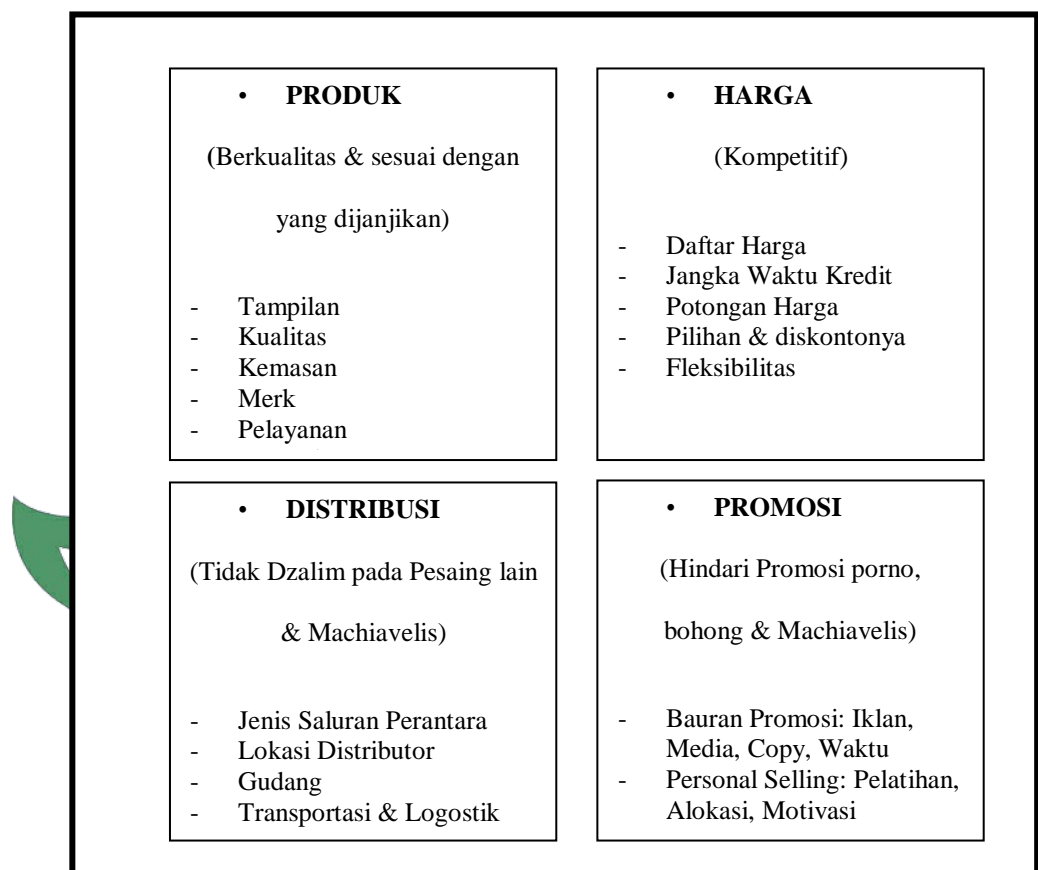 • PRODUK
(Berkualitas & sesuai dengan
yang dijanjikan)
- Tampilan
- Kualitas
- Kemasan
- Merk
- Pelayanan
• HARGA
(Kompetitif)
- Daftar Harga
- Jangka Waktu Kredit
- Potongan Harga
- Pilihan & diskontonya
- Fleksibilitas
• DISTRIBUSI
(Tidak Dzalim pada Pesaing lain
& Machiavelis)
- Jenis Saluran Perantara
- Lokasi Distributor
- Gudang
- Transportasi & Logostik
• PROMOSI
(Hindari Promosi porno,
bohong & Machiavelis)
- Bauran Promosi: Iklan,
Media, Copy, Waktu
- Personal Selling: Pelatihan,
Alokasi, Motivasi